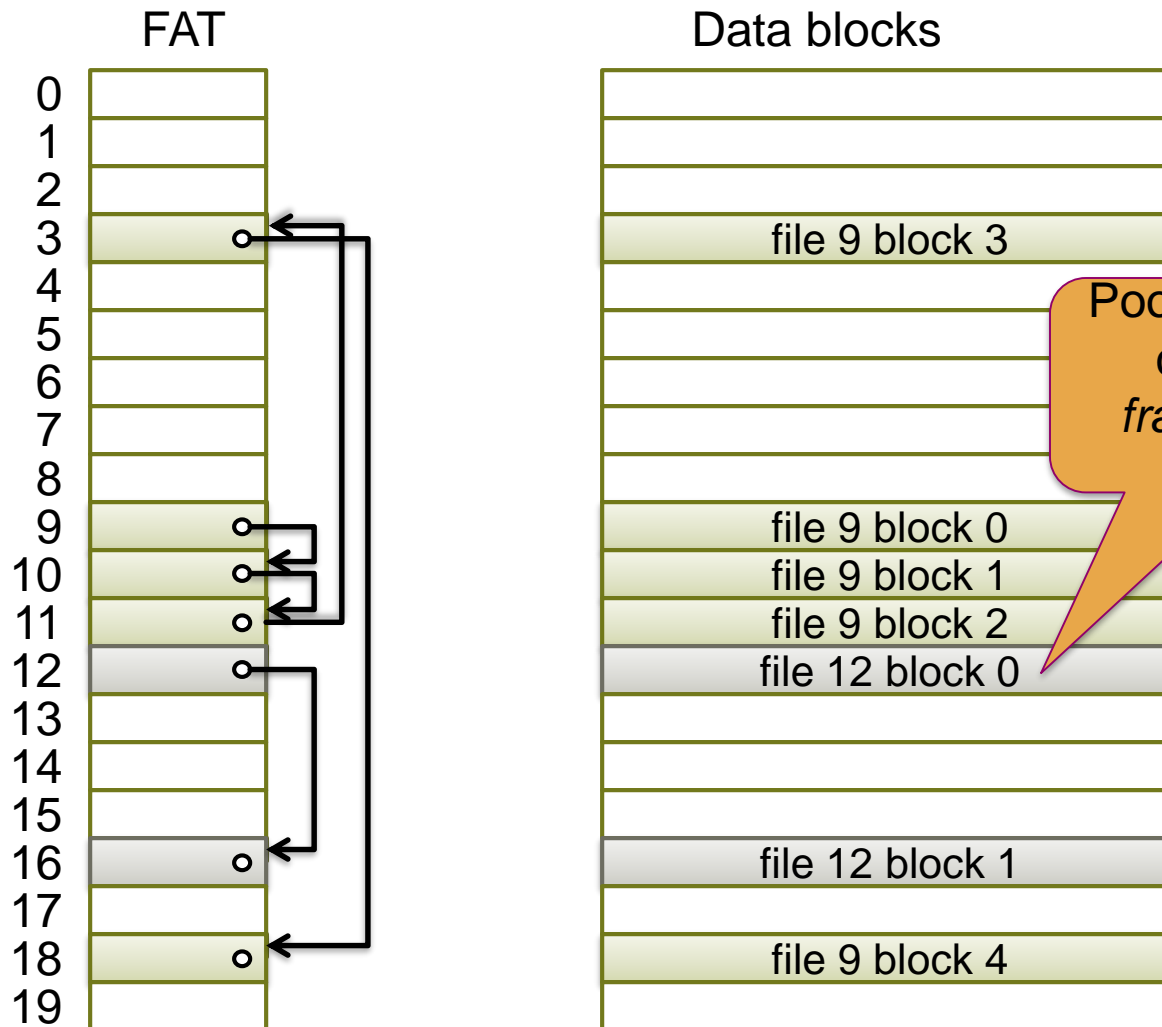 FAT Data blocks
0
1
2
3 file 9 block 3
4
5
6
7
8
9 file 9 block 0
10 file 9 block 1
11 file 9 block 2
12 file 12 block 0
13
14
15
16 file 12 block 1
17
18 file 9 block 4
19